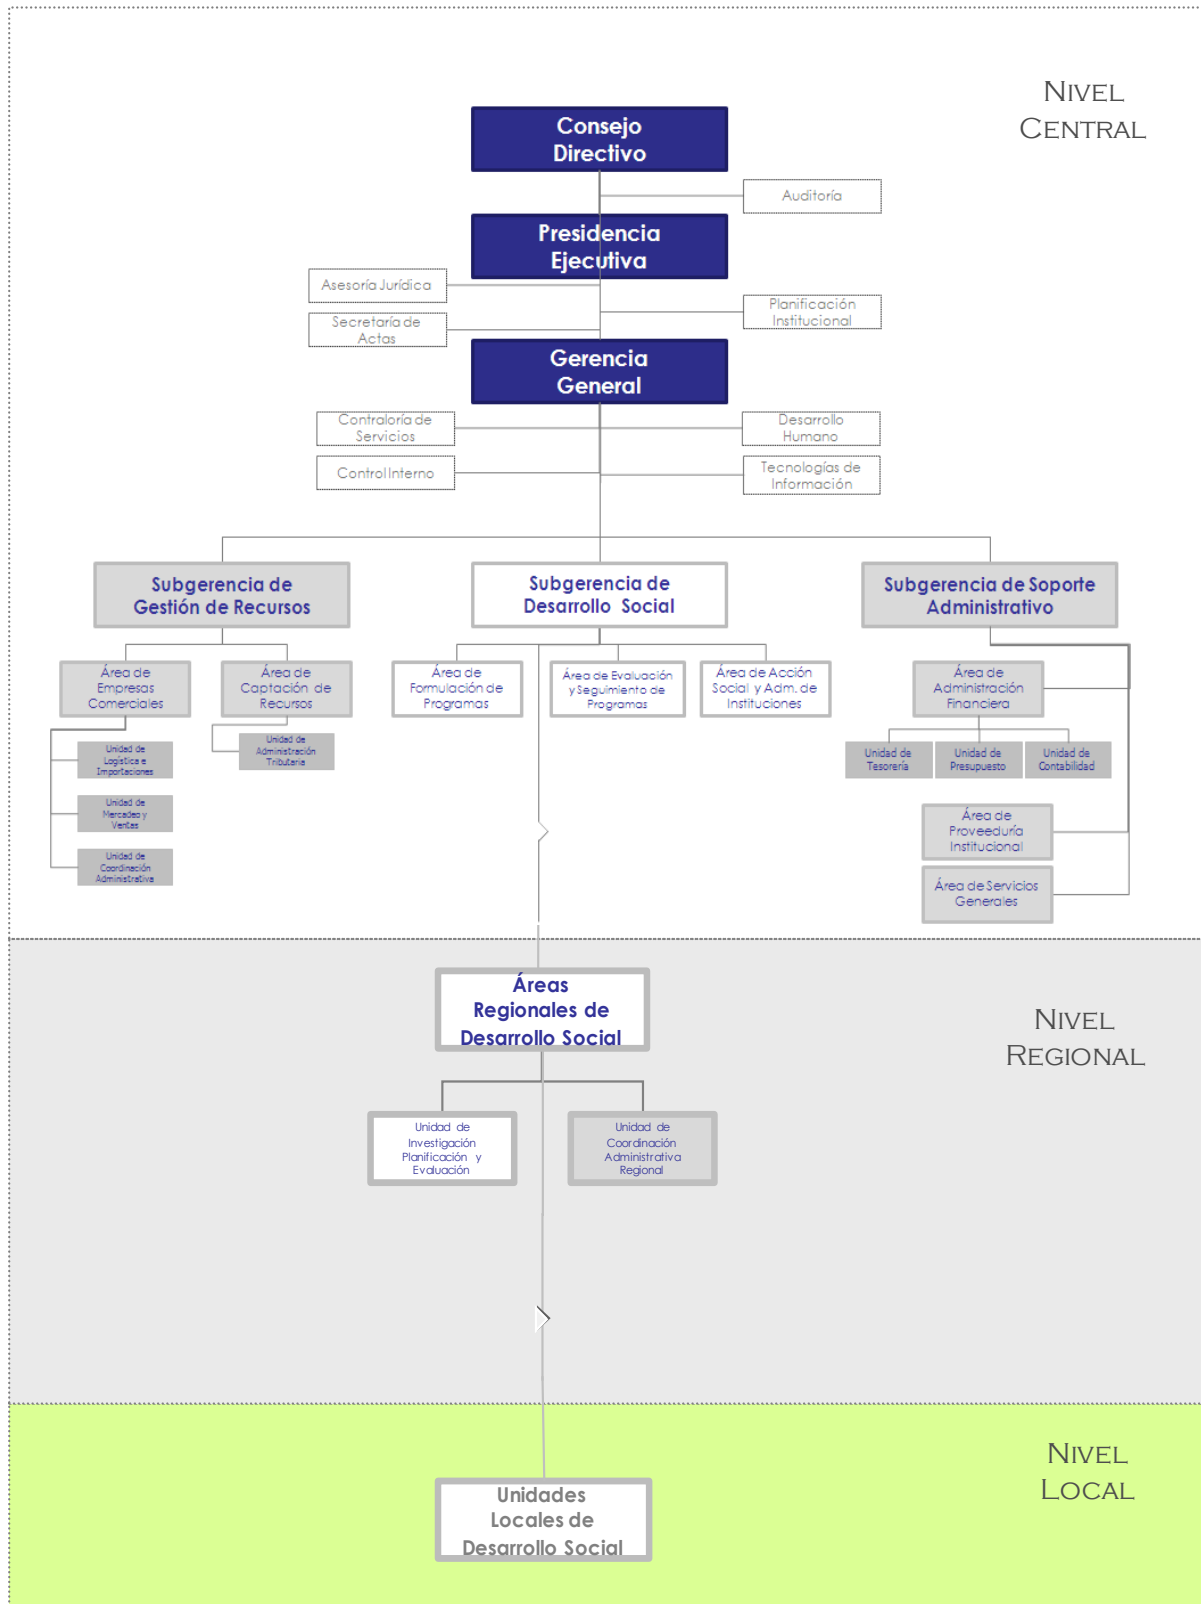 NIVEL
CENTRAL
Consejo
Directivo
Auditoría
Presidencia
Ejecutiva
Asesoría Jurídica
Planificación
Institucional
Secretaría de
Actas
Gerencia
General
Contraloría de
Servicios
Desarrollo
Humano
Control Interno
Tecnologías de
Información
Subgerencia de
Gestión de Recursos
Subgerencia de
Desarrollo Social
Subgerencia de Soporte
Administrativo
Área de
Empresas
Comerciales
Área de
Captación de
Recursos
Área de
Formulación de
Programas
Área de Evaluación
y Seguimiento de
Programas
Área de Acción
Social y Adm. de
Instituciones
Área de
Administración
Financiera
Unidad de
Logística e
Importaciones
Unidad de
Administración
Tributaria
Unidad de
Tesorería
Unidad de
Presupuesto
Unidad de
Contabilidad
Unidad de
Mercadeo y
Ventas
Área de
Proveeduría
Institucional
Unidad de
Coordinación
Administrativa
Área de Servicios
Generales
NIVEL
REGIONAL
Áreas
Regionales de
Desarrollo Social
Unidad de
Investigación
Planificación y
Evaluación
Unidad de
Coordinación
Administrativa
Regional
NIVEL
LOCAL
Unidades
Locales de
Desarrollo Social